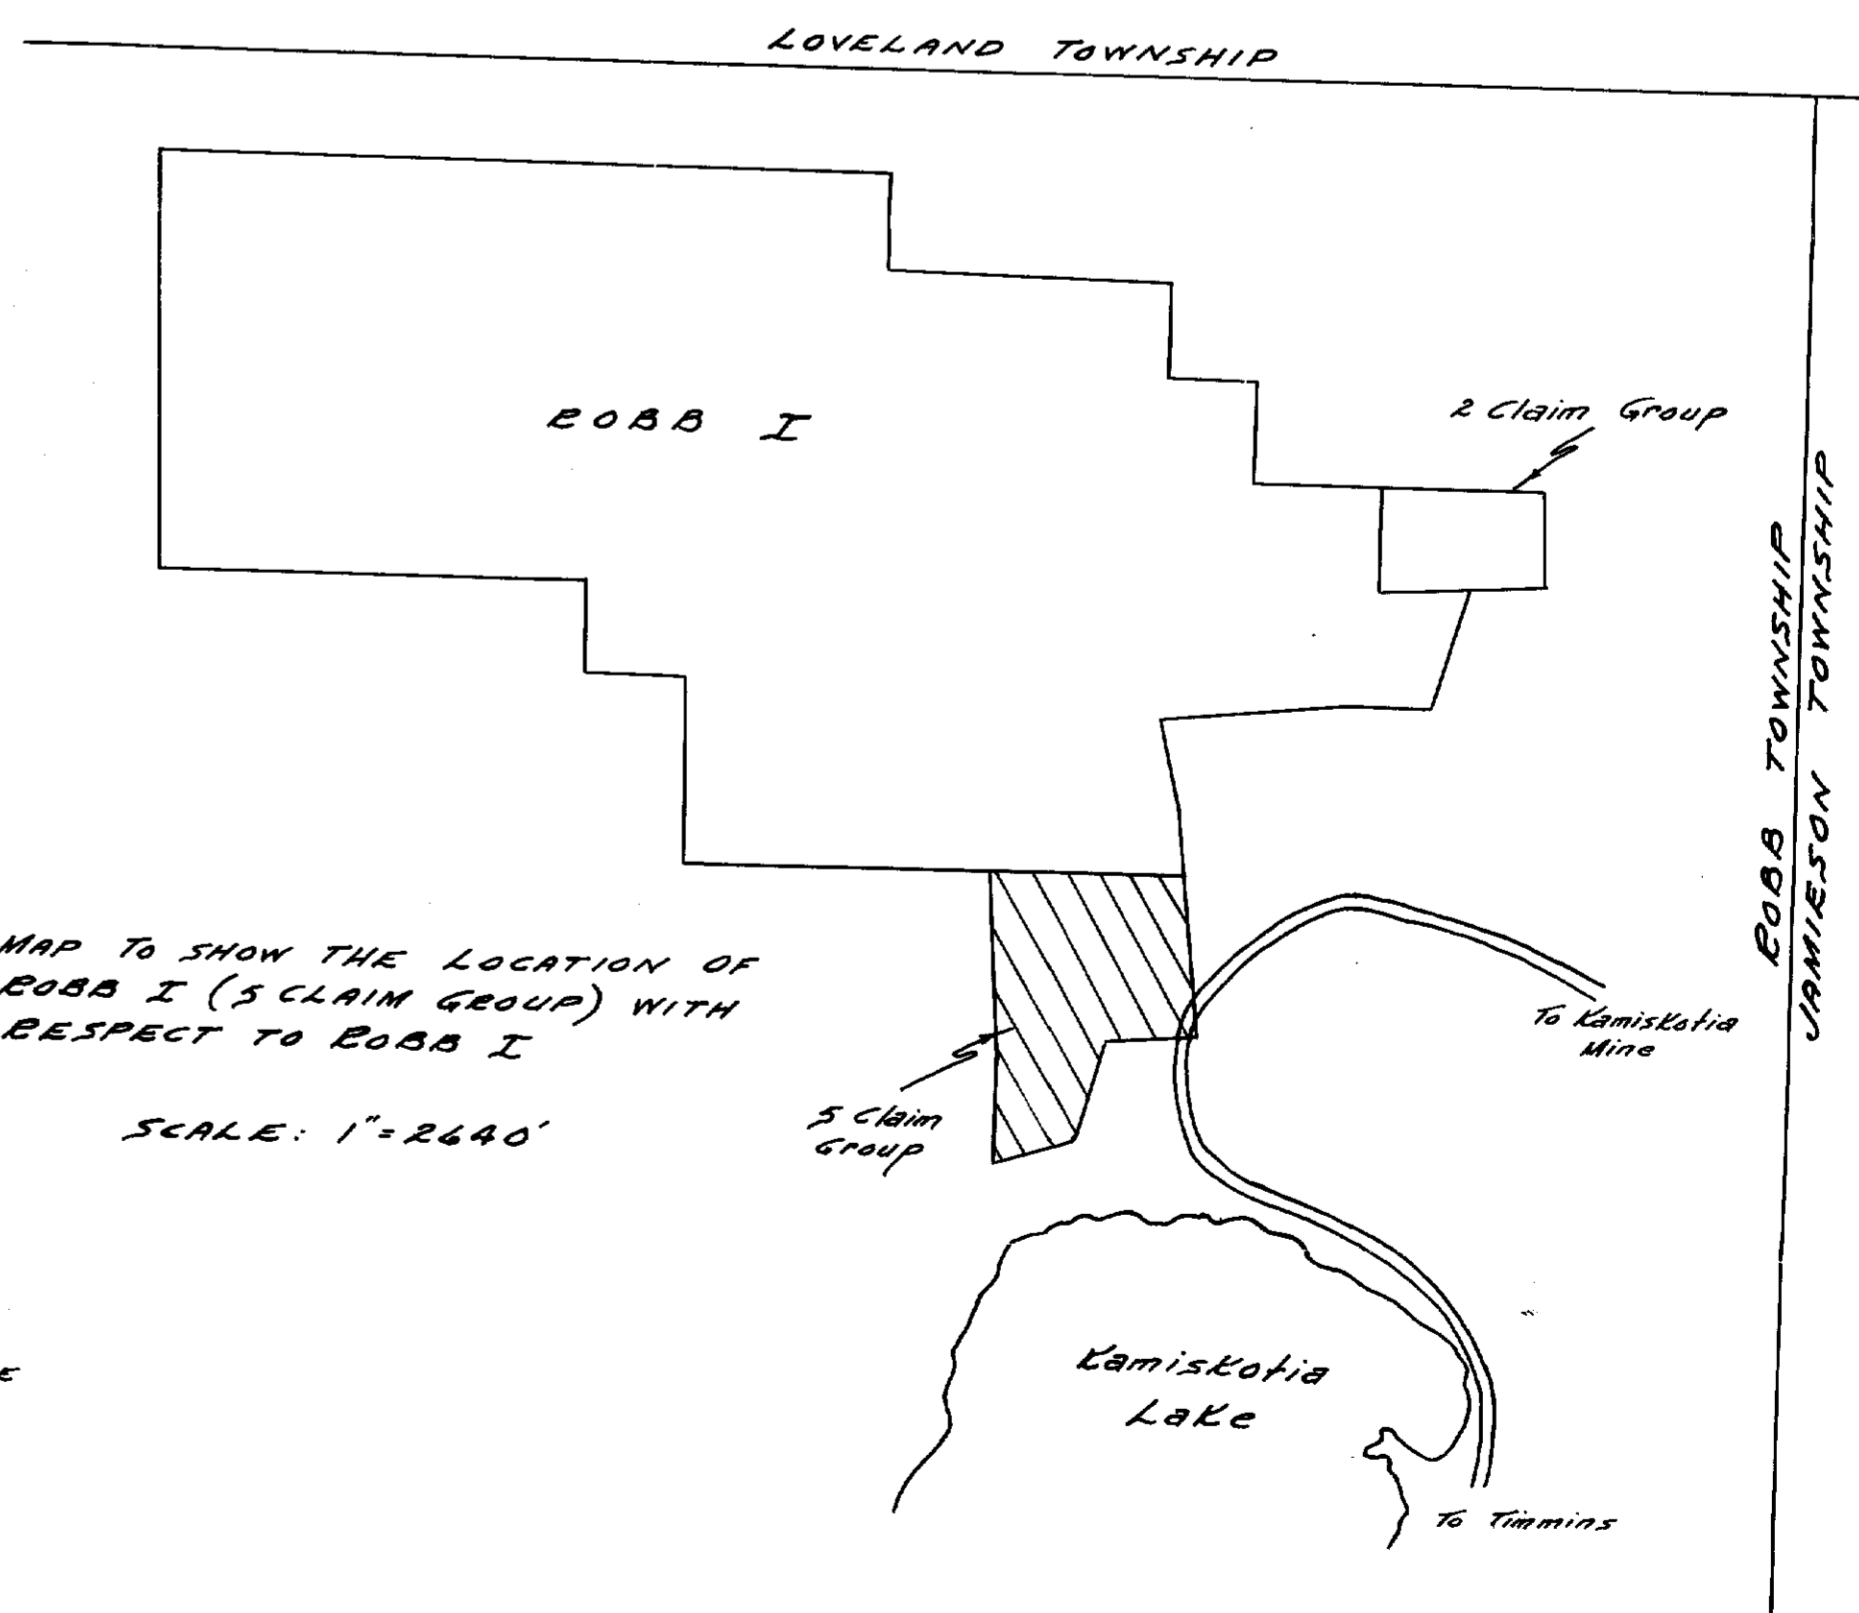 LOVELAND TOWNSHIP
ROBB I
2 Claim Group
ROBB TOWNSHIP
JAMIESON TOWNSHIP
MAP TO SHOW THE LOCATION OF
ROBB I (5 CLAIM GROUP) WITH
RESPECT TO ROBB I
To Kamiskotia
Mine
5 Claim
Group
SCALE: 1"=2640'
Kamiskotia
Lake
To Timmins